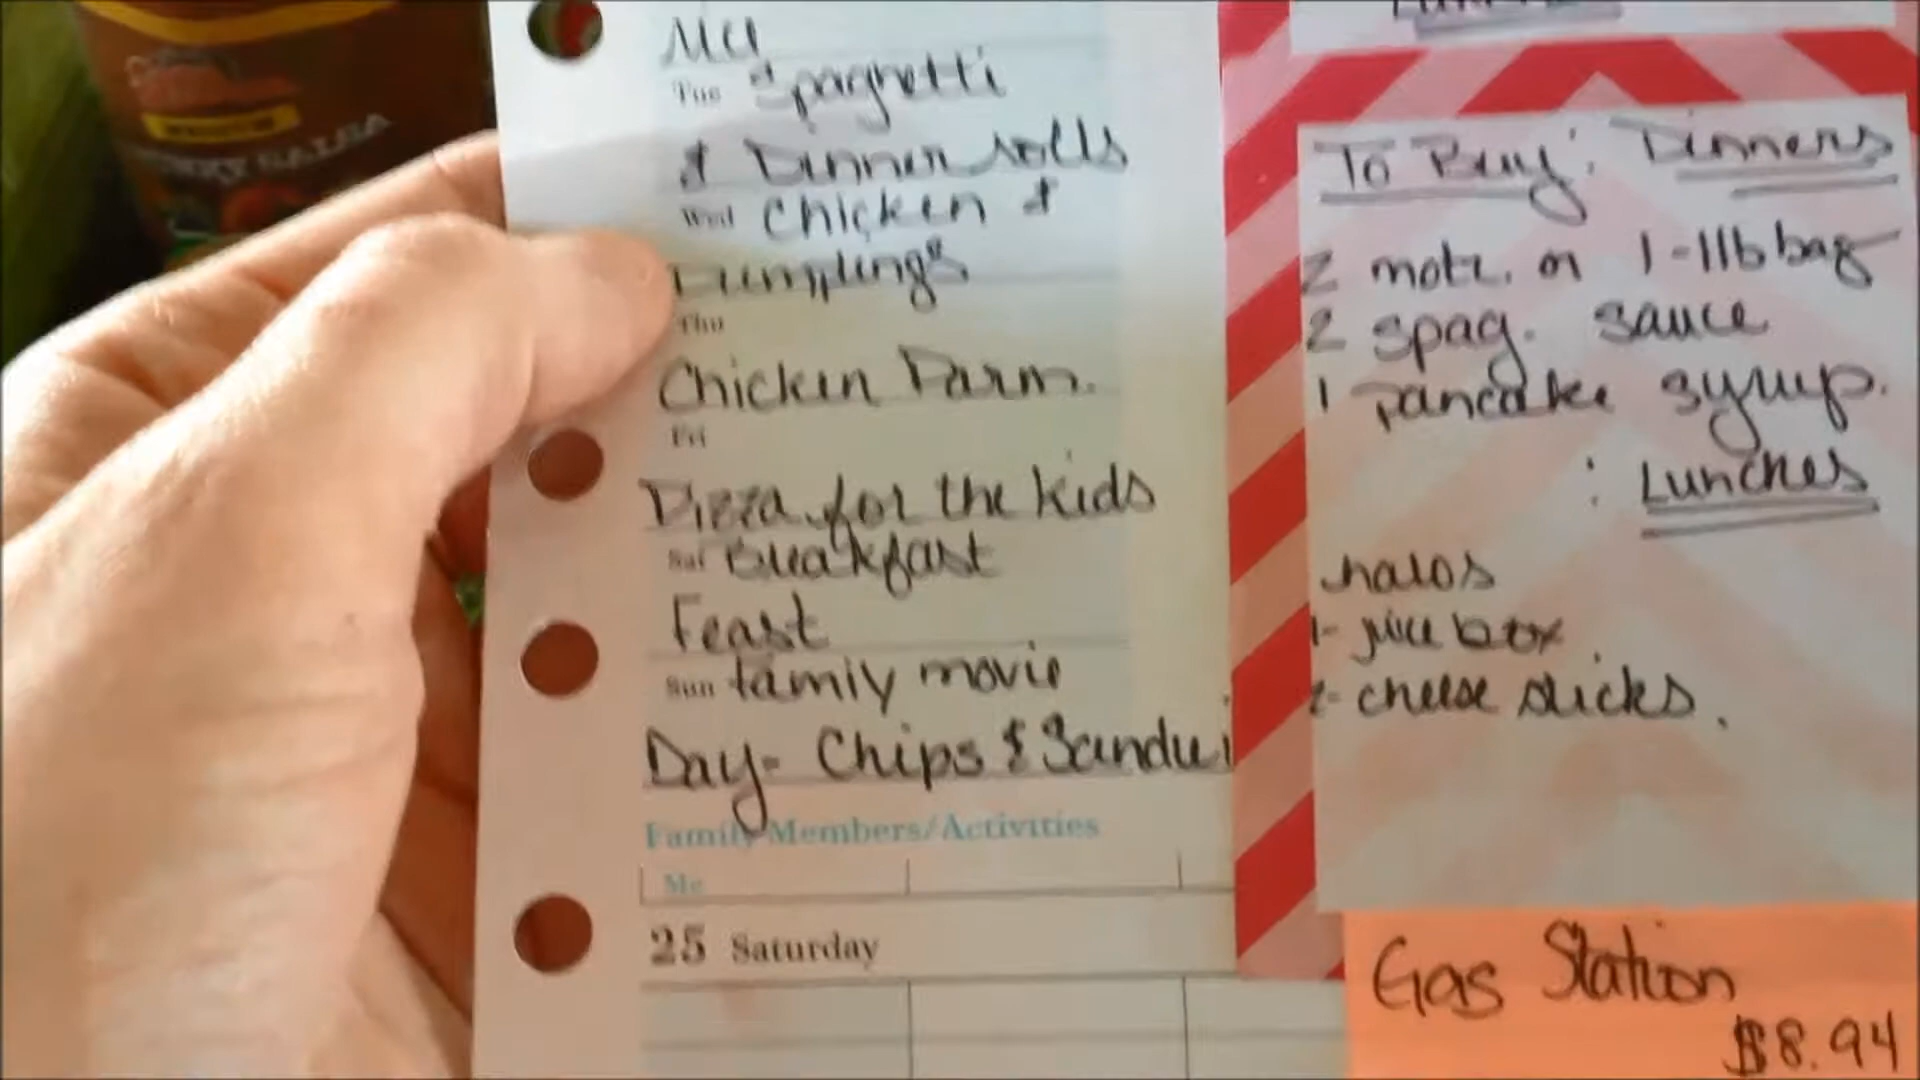 Tue & Spaghetti
& Dinner rolls
Wed Chicken &
Dumplings
Thu
Chicken Parm.
Fri
Pizza for the kids
Sat Breakfast
Feast
Sun family movie
Day- Chips & Sandwi
Family Members/Activities
Me
25 Saturday
To Buy: Dinners
2 motz. or 1-1lb bag
2 spag. sauce
1 pancake syrup.
: Lunches
halos
1- juice box
2- cheese sticks.
Gas Station
$8.94
SALSA